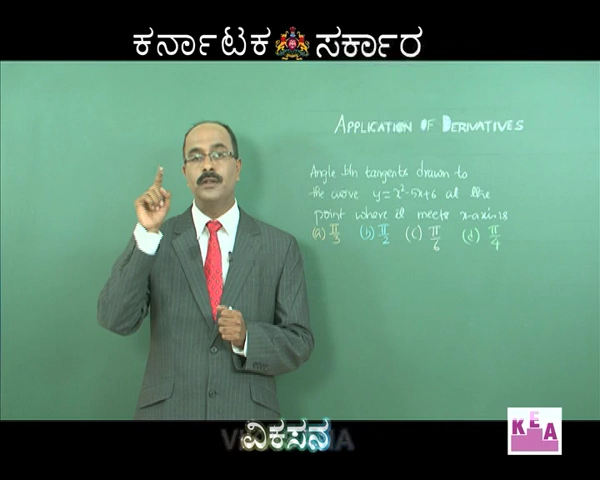 ಕರ್ನಾಟಕ ಸರ್ಕಾರ
APPLICATION OF DERIVATIVES
Angle b/n tangents drawn to
the curve y = x²-5x+6 at the
point where it meets x-axis is
(a) π/3 (b) π/2 (c) π/6 (d) π/4
ವಿಕಸನ
KEA